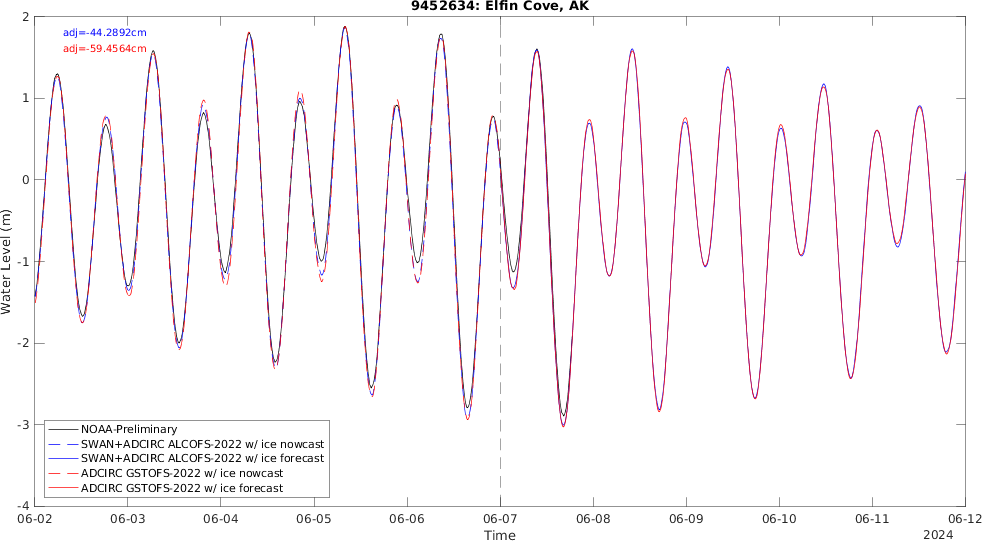 9452634: Elfin Cove, AK
adj=-44.2892cm
adj=-59.4564cm
2
1
0
-1
-2
-3
-4
Water Level (m)
NOAA-Preliminary
SWAN+ADCIRC ALCOFS-2022 w/ ice nowcast
SWAN+ADCIRC ALCOFS-2022 w/ ice forecast
ADCIRC GSTOFS-2022 w/ ice nowcast
ADCIRC GSTOFS-2022 w/ ice forecast
06-02 06-03 06-04 06-05 06-06 06-07 06-08 06-09 06-10 06-11 06-12
Time
2024